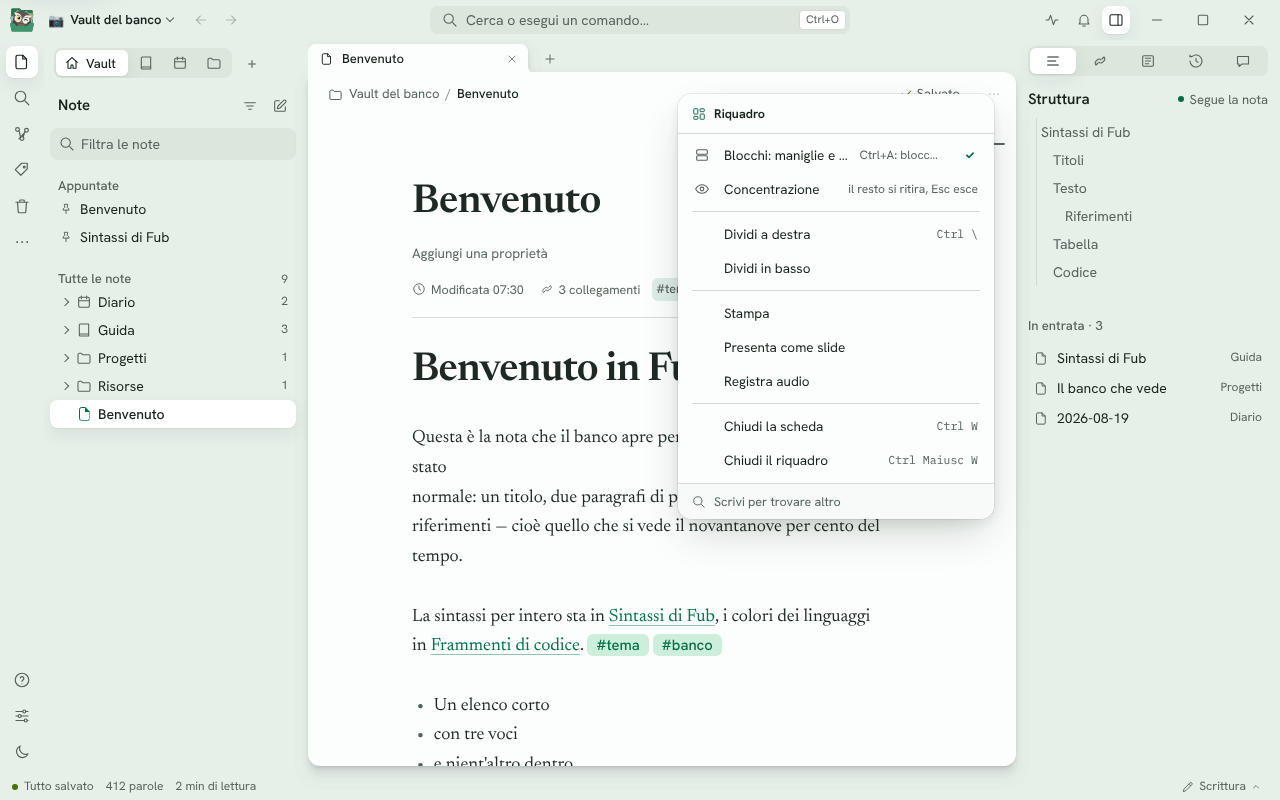 Vault del banco
Cerca o esegui un comando…
Ctrl+O
Vault
Note
Filtra le note
Appuntate
Benvenuto
Sintassi di Fub
Tutte le note 9
Diario 2
Guida 3
Progetti 1
Risorse 1
Benvenuto
Benvenuto
Vault del banco / Benvenuto
Salvato
Benvenuto
Aggiungi una proprietà
Modificata 07:30
3 collegamenti
Benvenuto in
Questa è la nota che il banco apre
stato
normale: un titolo, due paragrafi di
riferimenti — cioè quello che si vede il novantanove per cento del
tempo.
La sintassi per intero sta in Sintassi di Fub, i colori dei linguaggi
in Frammenti di codice. #tema #banco
Un elenco corto
con tre voci
e nient'altro dentro
Riquadro
Blocchi: maniglie e … Ctrl+A: blocc…
Concentrazione il resto si ritira, Esc esce
Dividi a destra Ctrl \
Dividi in basso
Stampa
Presenta come slide
Registra audio
Chiudi la scheda Ctrl W
Chiudi il riquadro Ctrl Maiusc W
Scrivi per trovare altro
Struttura
Segue la nota
Sintassi di Fub
Titoli
Testo
Riferimenti
Tabella
Codice
In entrata · 3
Sintassi di Fub Guida
Il banco che vede Progetti
2026-08-19 Diario
Tutto salvato 412 parole 2 min di lettura
Scrittura